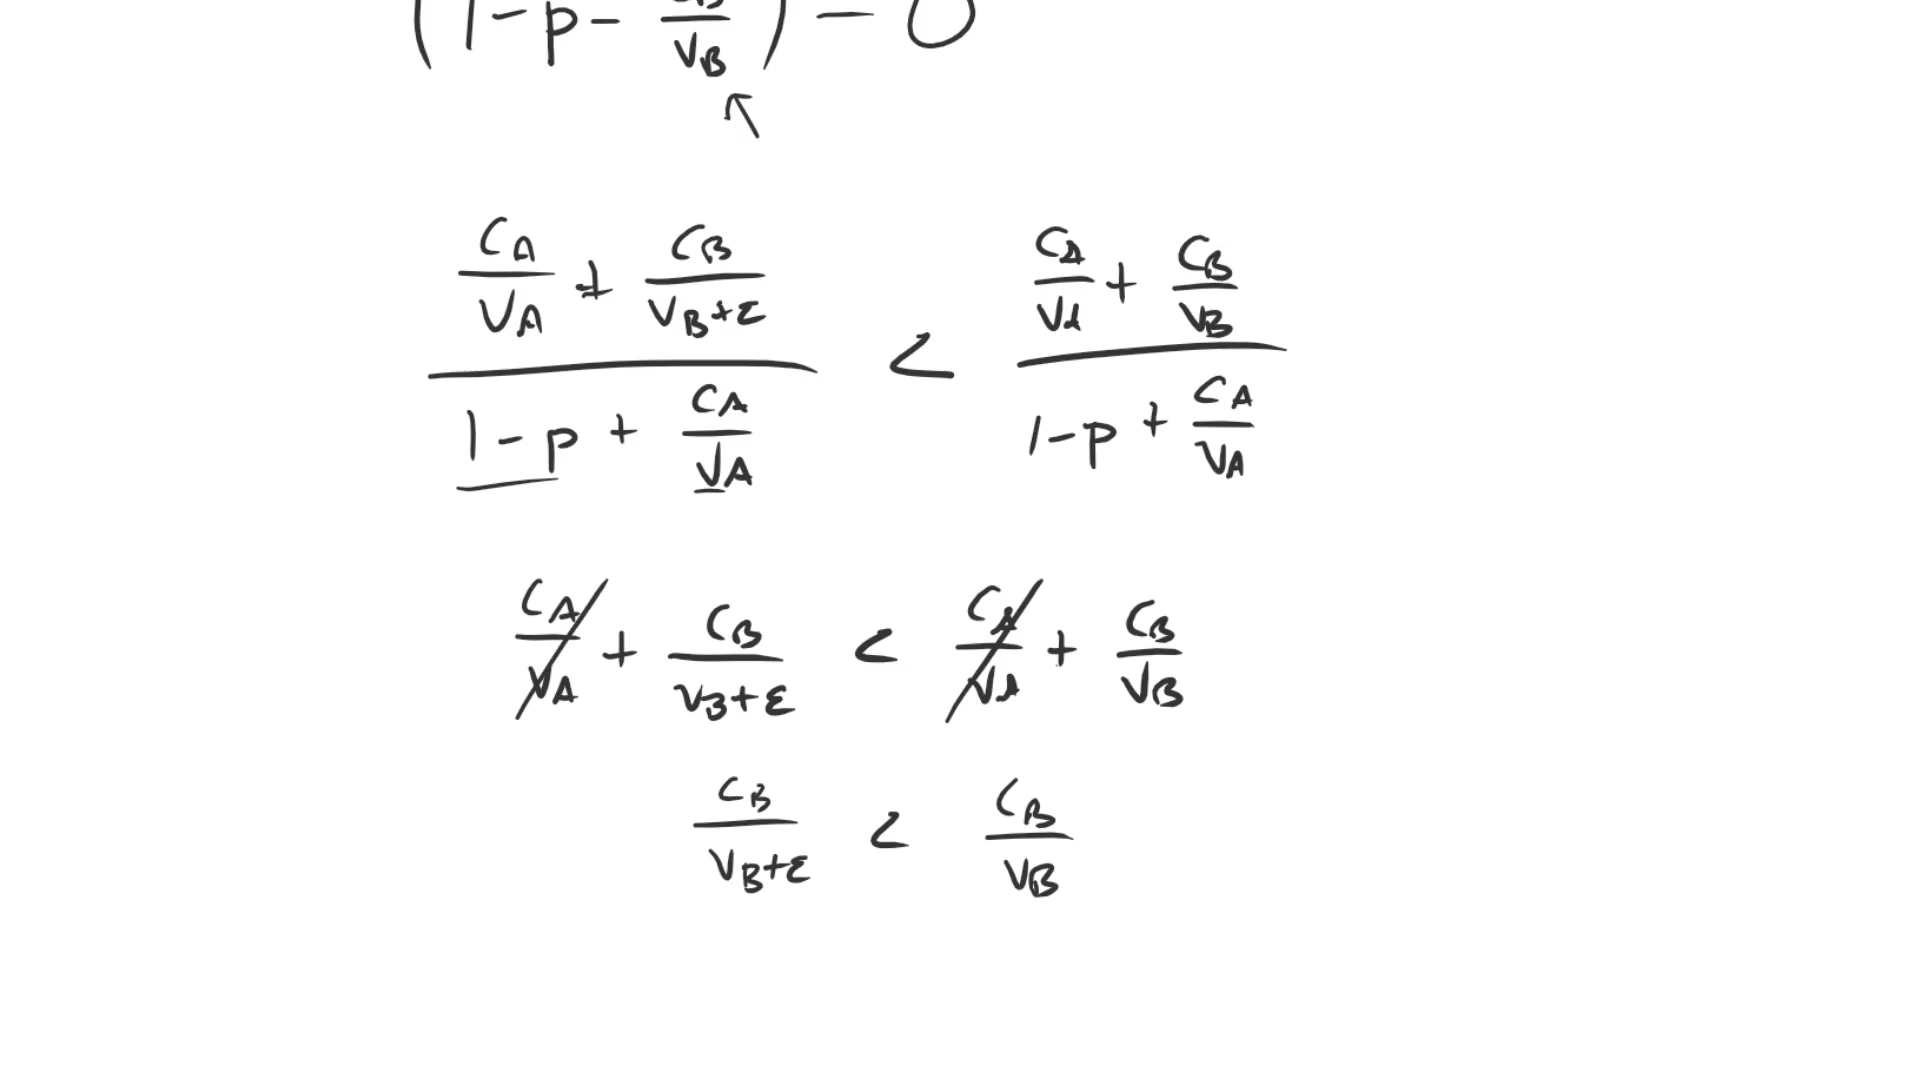 (1 - p - C_B/V_B) - 0
↖
(C_A/V_A + C_B/(V_B+ε)) / (1 - p + C_A/V_A) < (C_A/V_A + C_B/V_B) / (1 - p + C_A/V_A)
C_A/V_A + C_B/(V_B+ε) < C_A/V_A + C_B/V_B
C_B/(V_B+ε) < C_B/V_B